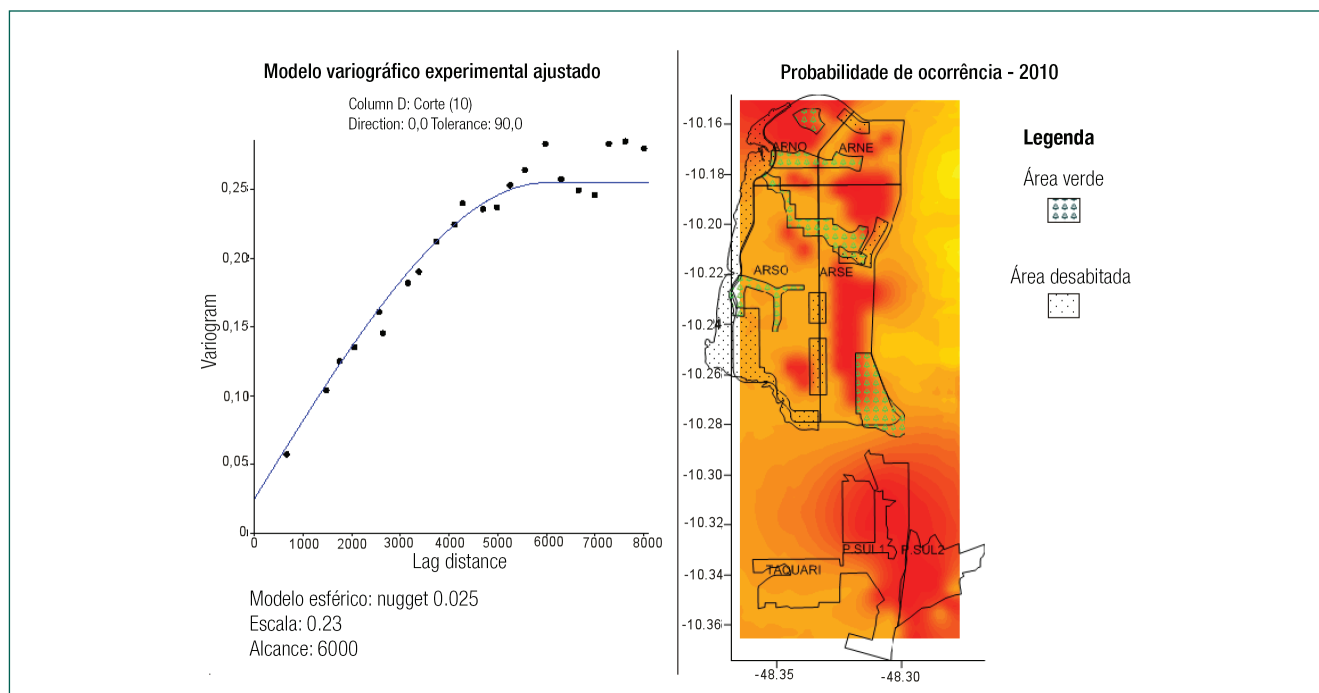 Modelo variográfico experimental ajustado
Column D: Corte (10)
Direction: 0,0 Tolerance: 90,0
Variogram
0,25
0,20
0,15
0,10
0,05
0
0 1000 2000 3000 4000 5000 6000 7000 8000
Lag distance
Modelo esférico: nugget 0.025
Escala: 0.23
Alcance: 6000
Probabilidade de ocorrência - 2010
-10.16
-10.18
-10.20
-10.22
-10.24
-10.26
-10.28
-10.30
-10.32
-10.34
-10.36
-48.35 -48.30
ARNO ARNE
ARSO ARSE
P.SUL1 P.SUL2
TAQUARI
Legenda
Área verde
Área desabitada